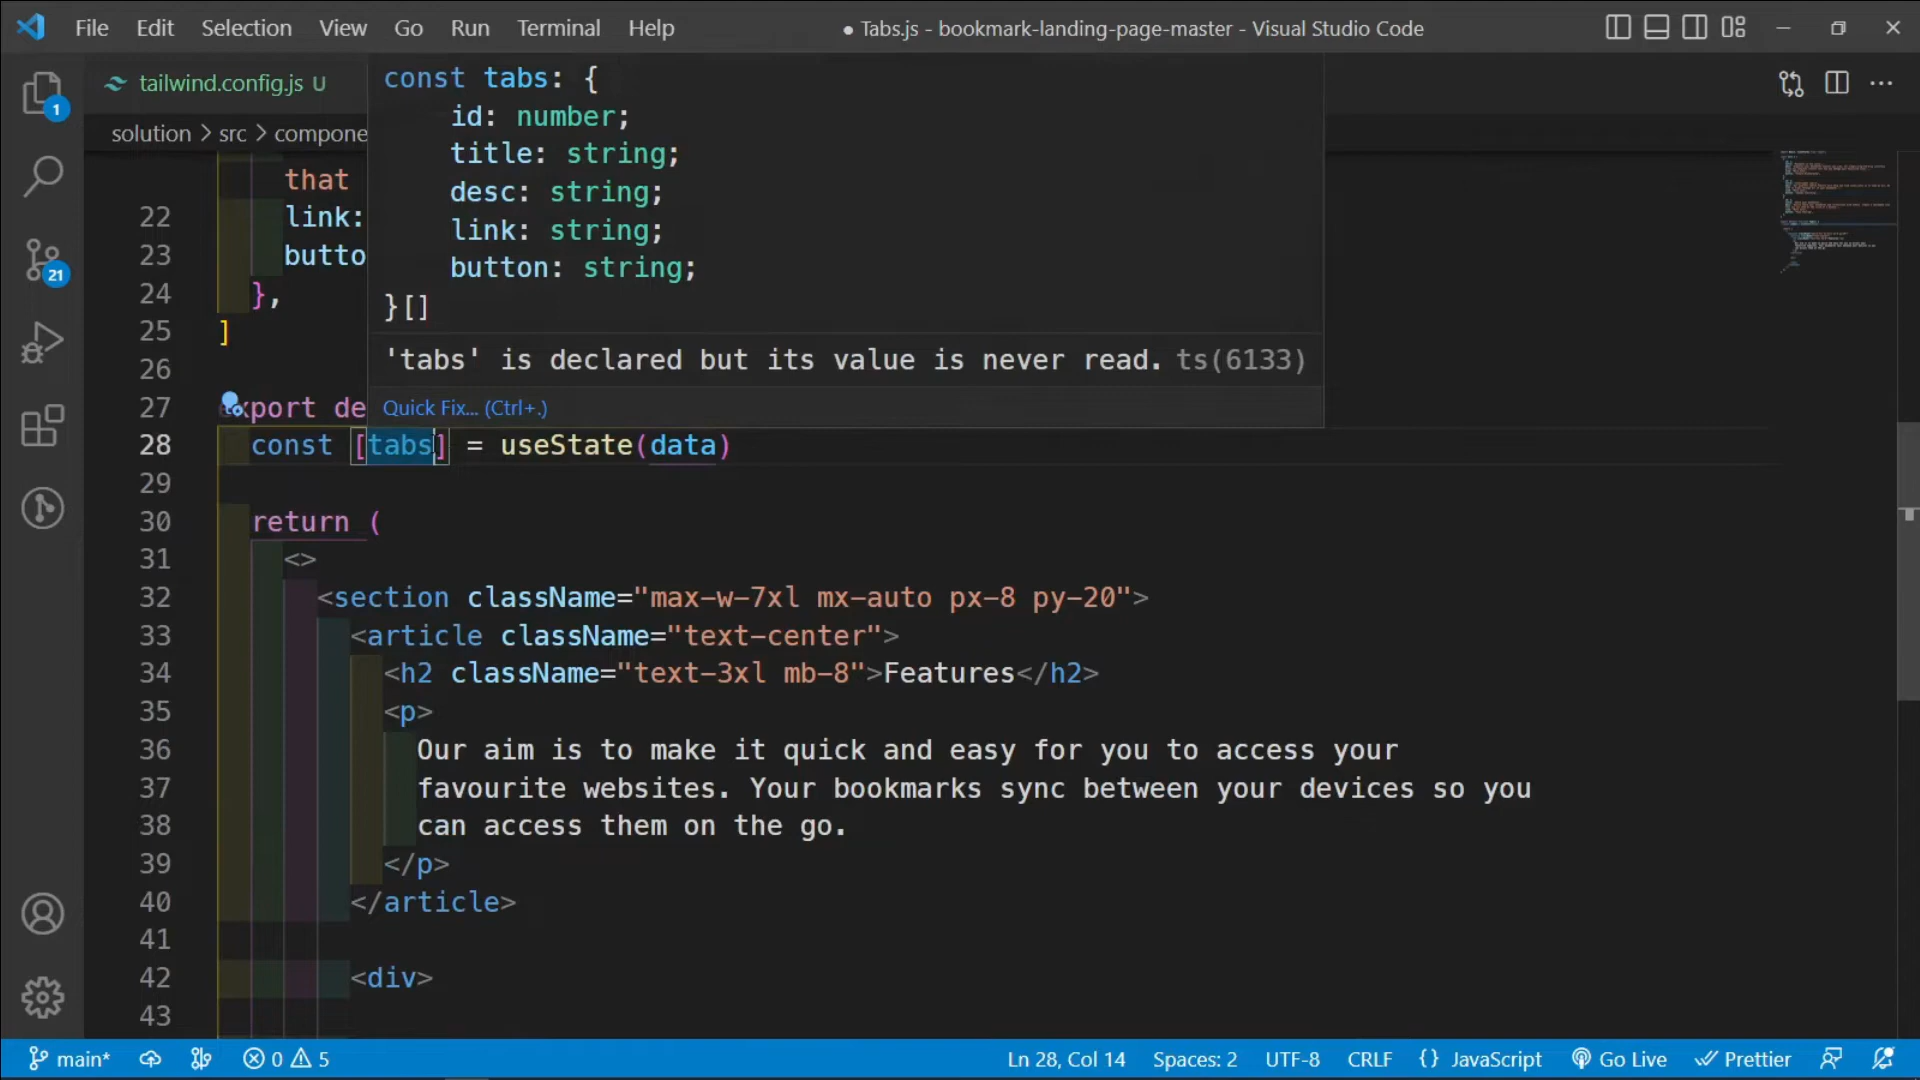 File Edit Selection View Go Run Terminal Help
● Tabs.js - bookmark-landing-page-master - Visual Studio Code
tailwind.config.js U
solution > src > compone
const tabs: {
id: number;
title: string;
desc: string;
link: string;
button: string;
}[]
'tabs' is declared but its value is never read. ts(6133)
Quick Fix... (Ctrl+.)
1
21
that
22 link:
23 butto
24 },
25 ]
26
27 export de
28 const [tabs] = useState(data)
29
30 return (
31 <>
32 <section className="max-w-7xl mx-auto px-8 py-20">
33 <article className="text-center">
34 <h2 className="text-3xl mb-8">Features</h2>
35 <p>
36 Our aim is to make it quick and easy for you to access your
37 favourite websites. Your bookmarks sync between your devices so you
38 can access them on the go.
39 </p>
40 </article>
41
42 <div>
43
main* 0 5 Ln 28, Col 14 Spaces: 2 UTF-8 CRLF {} JavaScript Go Live Prettier